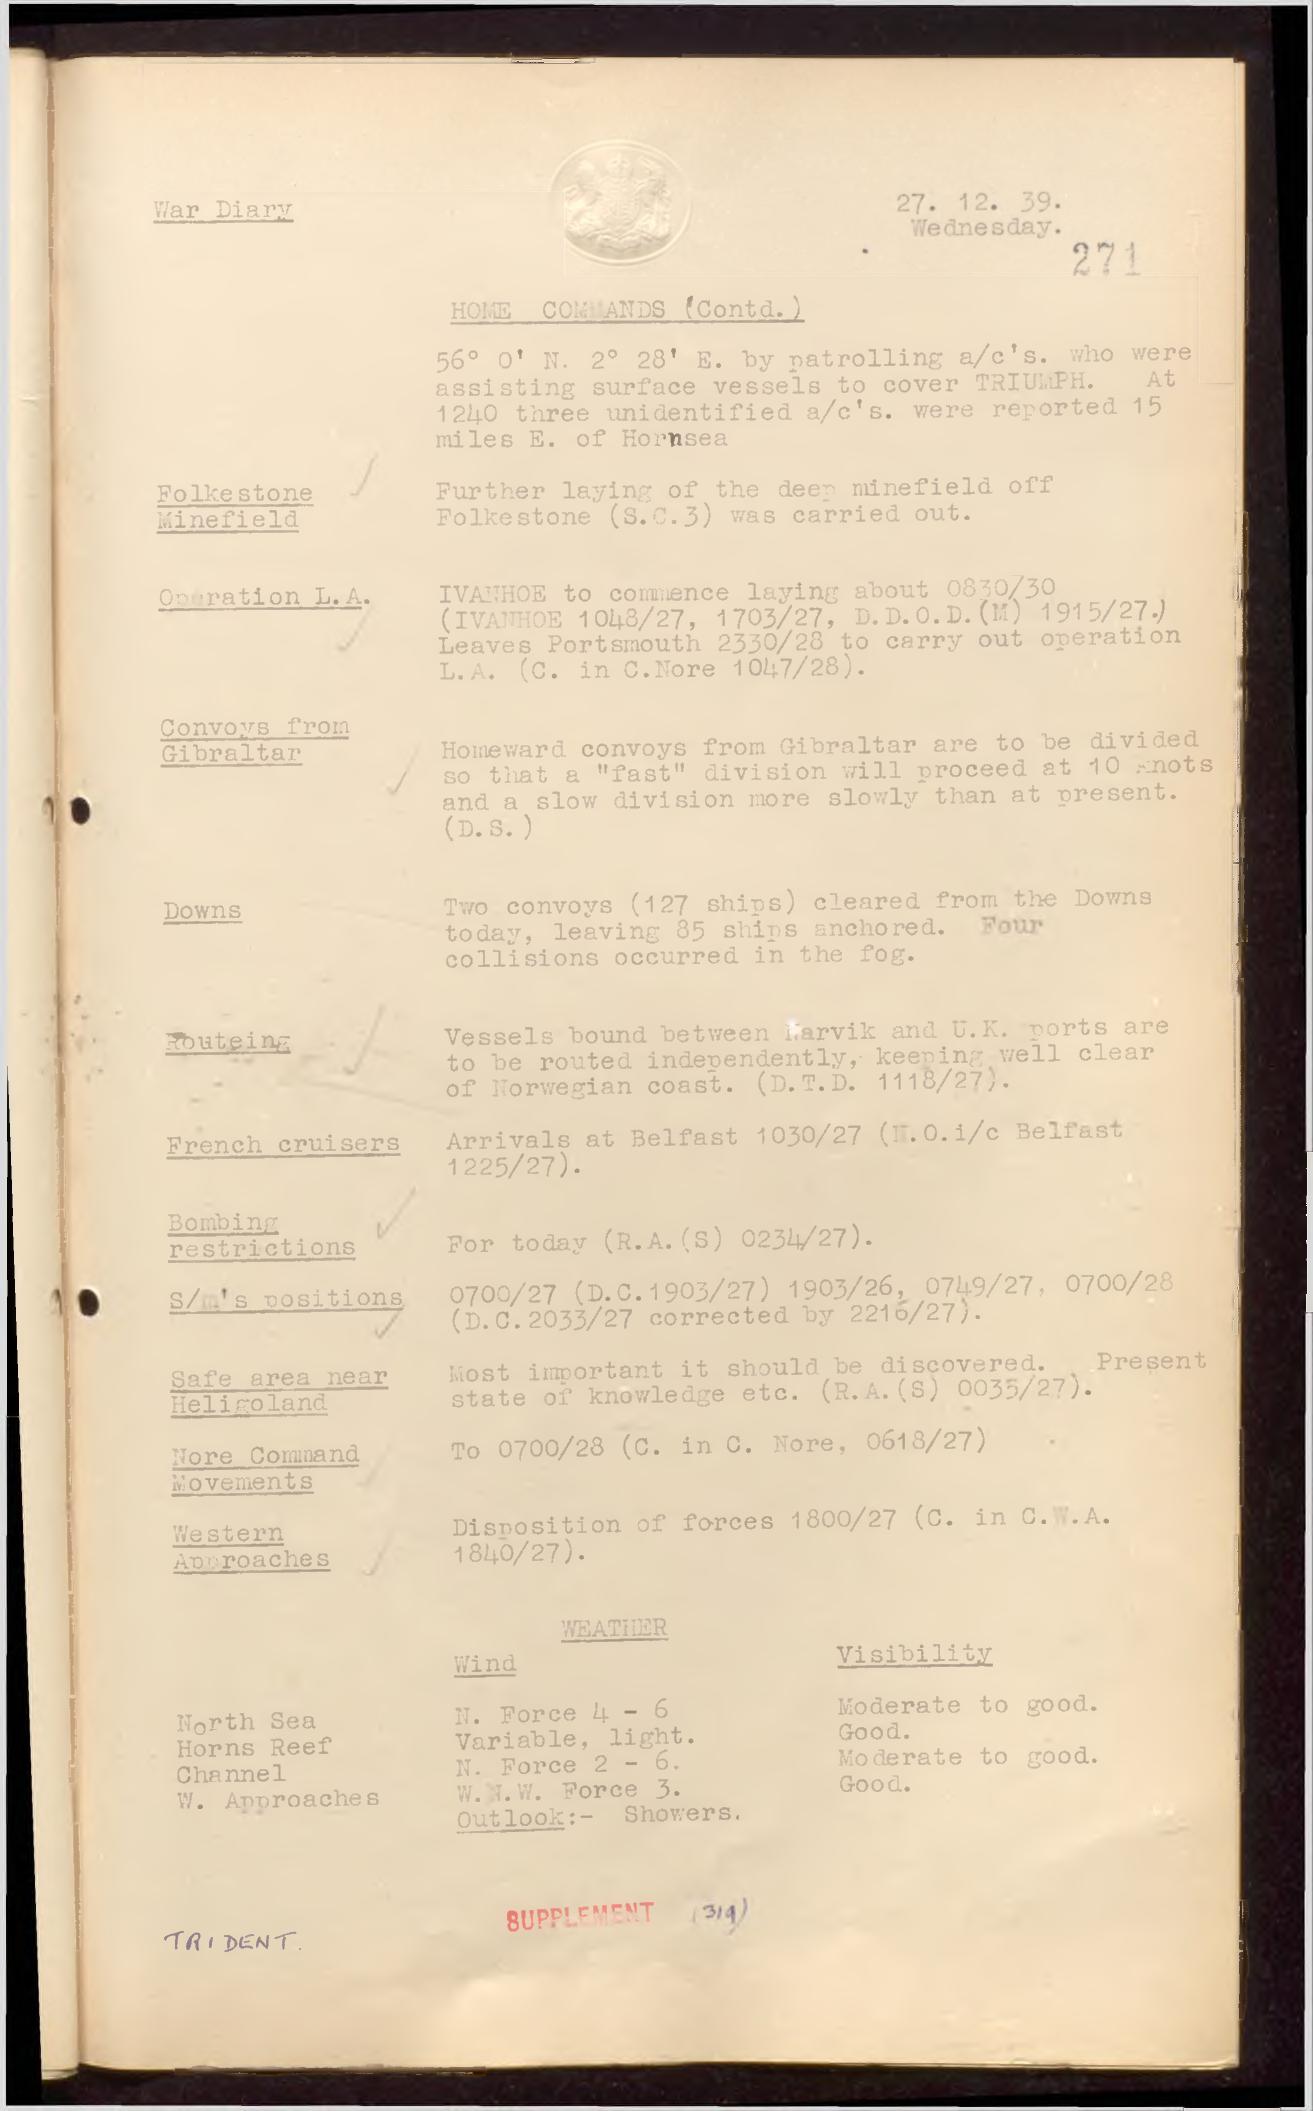 War Diary
27. 12. 39.
Wednesday.
271
HOME COMMANDS (Contd.)
56° 0' N. 2° 28' E. by patrolling a/c's. who were
assisting surface vessels to cover TRIUMPH. At
1240 three unidentified a/c's. were reported 15
miles E. of Hornsea
Folkestone
Minefield
Further laying of the deep minefield off
Folkestone (S.C.3) was carried out.
Operation L.A.
IVANHOE to commence laying about 0830/30
(IVANHOE 1048/27, 1703/27, D.D.O.D.(M) 1915/27.)
Leaves Portsmouth 2330/28 to carry out operation
L.A. (C. in C.Nore 1047/28).
Convoys from
Gibraltar
Homeward convoys from Gibraltar are to be divided
so that a "fast" division will proceed at 10 knots
and a slow division more slowly than at present.
(D.S.)
Downs
Two convoys (127 ships) cleared from the Downs
today, leaving 85 ships anchored. Four
collisions occurred in the fog.
Routeing
Vessels bound between Narvik and U.K. ports are
to be routed independently, keeping well clear
of Norwegian coast. (D.T.D. 1118/27).
French cruisers
Arrivals at Belfast 1030/27 (N.O.i/c Belfast
1225/27).
Bombing
restrictions
For today (R.A.(S) 0234/27).
S/m's positions
0700/27 (D.C.1903/27) 1903/26, 0749/27, 0700/28
(D.C.2033/27 corrected by 2216/27).
Safe area near
Heligoland
Most important it should be discovered. Present
state of knowledge etc. (R.A.(S) 0035/27).
Nore Command
Movements
To 0700/28 (C. in C. Nore, 0618/27)
Western
Approaches
Disposition of forces 1800/27 (C. in C.W.A.
1840/27).
WEATHER
Wind
Visibility
North Sea
N. Force 4 - 6
Moderate to good.
Horns Reef
Variable, light.
Good.
Channel
N. Force 2 - 6.
Moderate to good.
W. Approaches
W.N.W. Force 3.
Good.
Outlook:- Showers.
SUPPLEMENT (319)
TRIDENT.